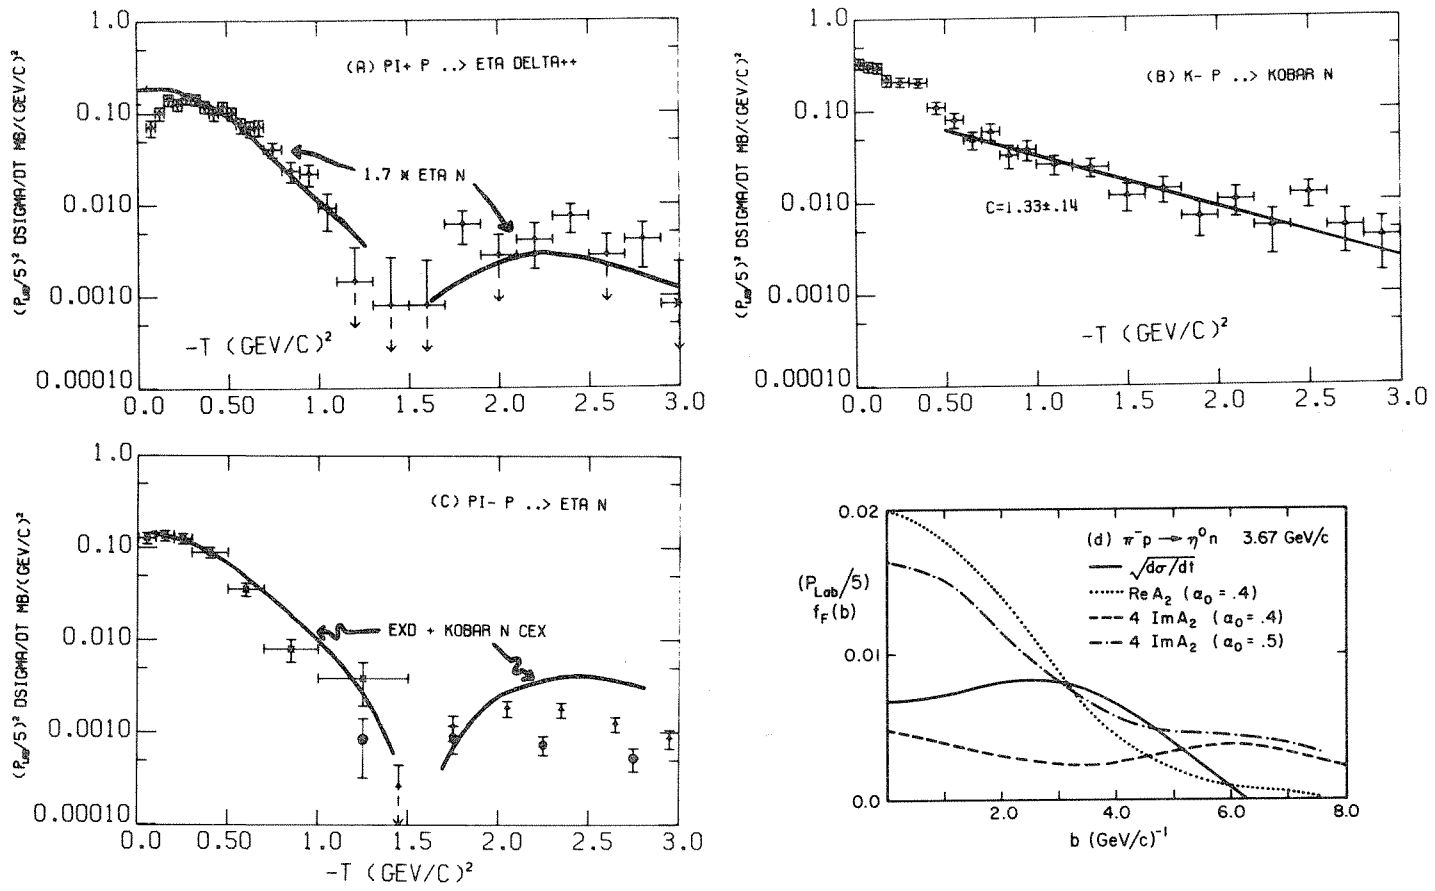 (A) PI+ P ..> ETA DELTA++
1.7 * ETA N
(P_LAB/5)² DSIGMA/DT MB/(GEV/C)²
1.0
0.10
0.010
0.0010
0.00010
0.0 0.50 1.0 1.5 2.0 2.5 3.0
-T (GEV/C)²
(B) K- P ..> KOBAR N
C=1.33±.14
(P_LAB/5)² DSIGMA/DT MB/(GEV/C)²
1.0
0.10
0.010
0.0010
0.00010
0.0 0.50 1.0 1.5 2.0 2.5 3.0
-T (GEV/C)²
(C) PI- P ..> ETA N
EXD + KOBAR N CEX
(P_LAB/5)² DSIGMA/DT MB/(GEV/C)²
1.0
0.10
0.010
0.0010
0.00010
0.0 0.50 1.0 1.5 2.0 2.5 3.0
-T (GEV/C)²
(d) π⁻p → η⁰n 3.67 GeV/c
√dσ/dt
Re A₂ (α₀ = .4)
4 Im A₂ (α₀ = .4)
4 Im A₂ (α₀ = .5)
(P_Lab/5)
f_F(b)
0.02
0.01
0.0
2.0 4.0 6.0 8.0
b (GeV/c)⁻¹